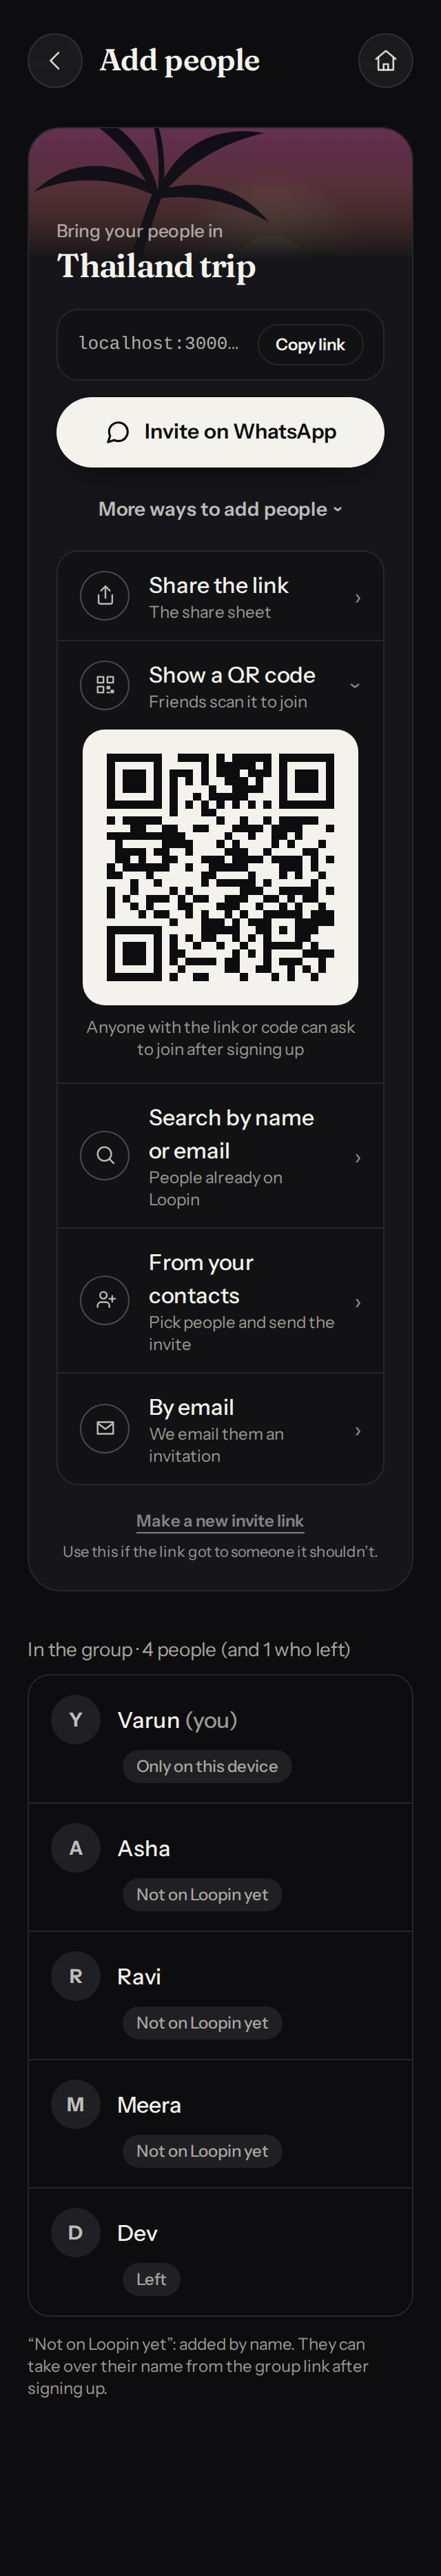 Add people
Bring your people in
Thailand trip
localhost:3000…
Copy link
Invite on WhatsApp
More ways to add people
Share the link
The share sheet
Show a QR code
Friends scan it to join
Anyone with the link or code can ask
to join after signing up
Search by name
or email
People already on
Loopin
From your
contacts
Pick people and send the
invite
By email
We email them an
invitation
Make a new invite link
Use this if the link got to someone it shouldn’t.
In the group · 4 people (and 1 who left)
Y
Varun (you)
Only on this device
A
Asha
Not on Loopin yet
R
Ravi
Not on Loopin yet
M
Meera
Not on Loopin yet
D
Dev
Left
“Not on Loopin yet”: added by name. They can
take over their name from the group link after
signing up.